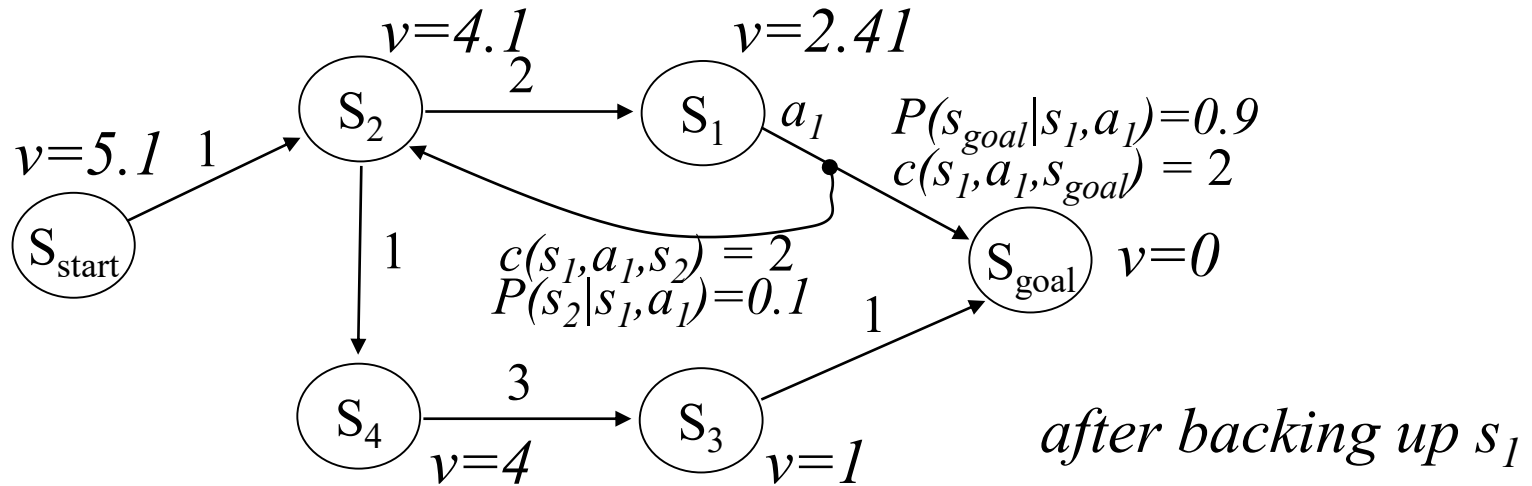 v=4.1
v=2.41
2
S2
S1
a1
P(sgoal|s1,a1)=0.9
c(s1,a1,sgoal) = 2
v=5.1
1
Sstart
1
c(s1,a1,s2) = 2
P(s2|s1,a1)=0.1
Sgoal
v=0
1
3
S4
S3
v=4
v=1
after backing up s1